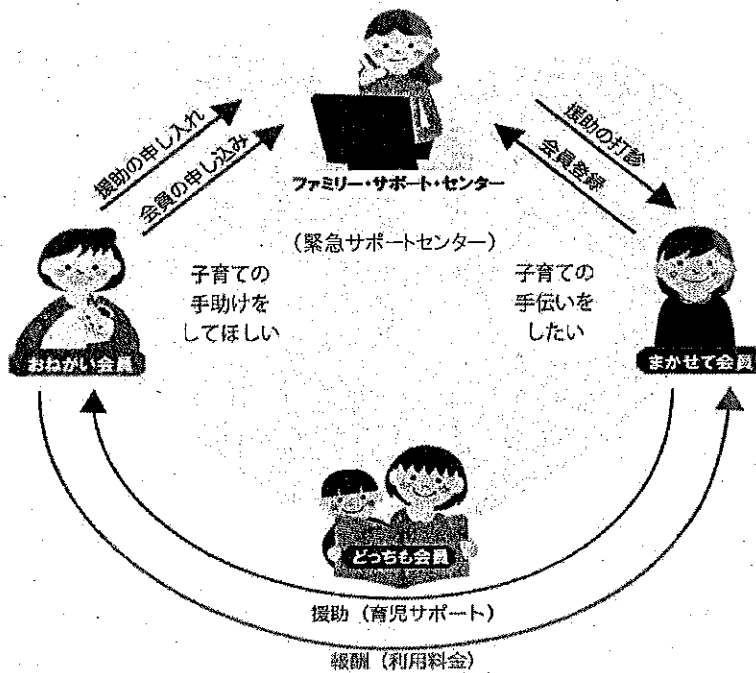 援助の申し入れ
会員の申し込み
援助の打診
会員登録
ファミリー・サポート・センター
(緊急サポートセンター)
子育ての
手助けを
してほしい
子育ての
手伝いを
したい
おねがい会員
まかせて会員
どっちも会員
援助(育児サポート)
報酬(利用料金)